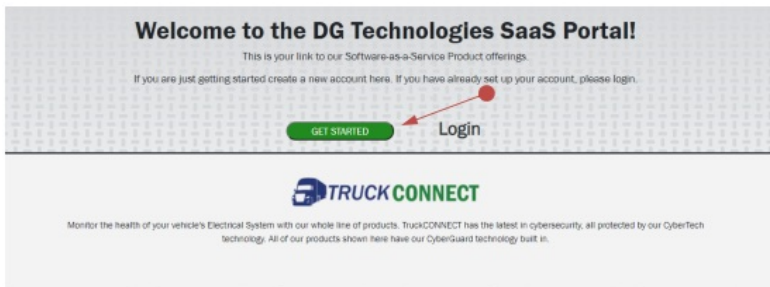 Welcome to the DG Technologies SaaS Portal!
This is your link to our Software-as-a-Service Product offerings.
If you are just getting started create a new account here. If you have already set up your account, please login.
GET STARTED
Login
TRUCK CONNECT
Monitor the health of your vehicle's Electrical System with our whole line of products. TruckCONNECT has the latest in cybersecurity, all protected by our CyberTech
technology. All of our products shown here have our CyberGuard technology built in.